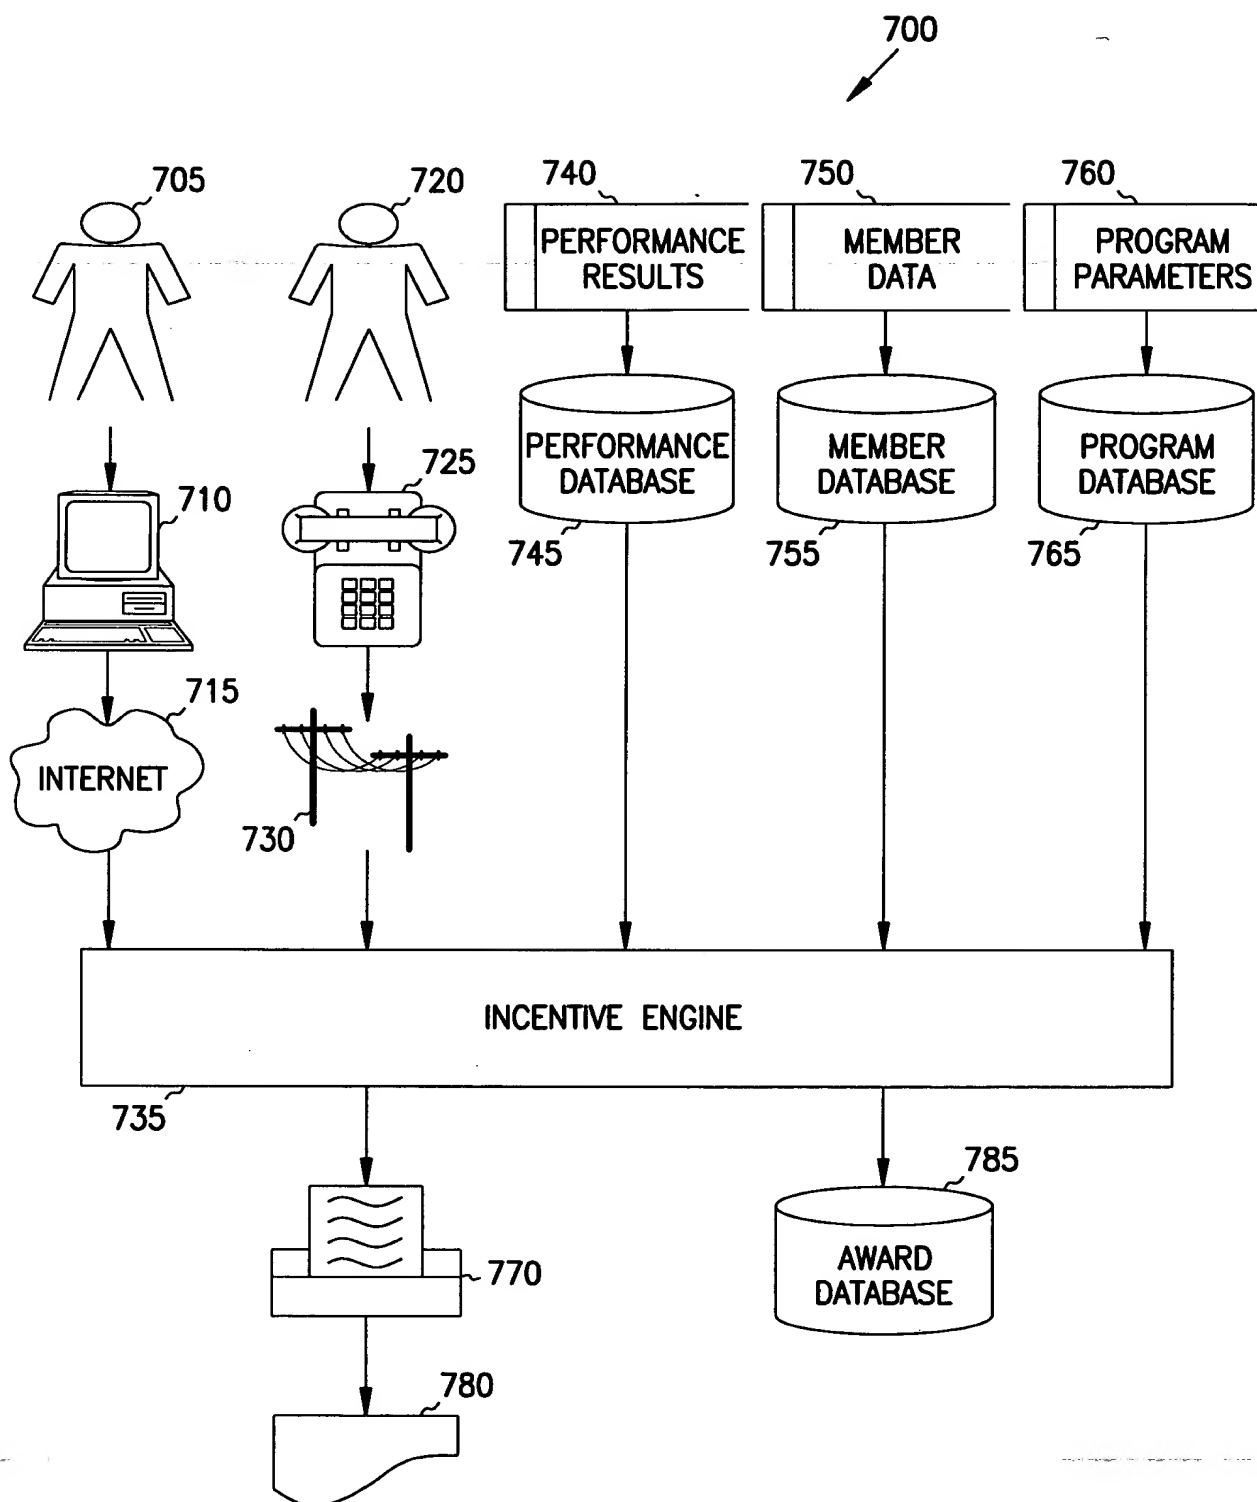 700
705
720
740
750
760
PERFORMANCE
RESULTS
MEMBER
DATA
PROGRAM
PARAMETERS
PERFORMANCE
DATABASE
MEMBER
DATABASE
PROGRAM
DATABASE
710
725
745
755
765
715
INTERNET
730
INCENTIVE ENGINE
735
785
AWARD
DATABASE
770
780